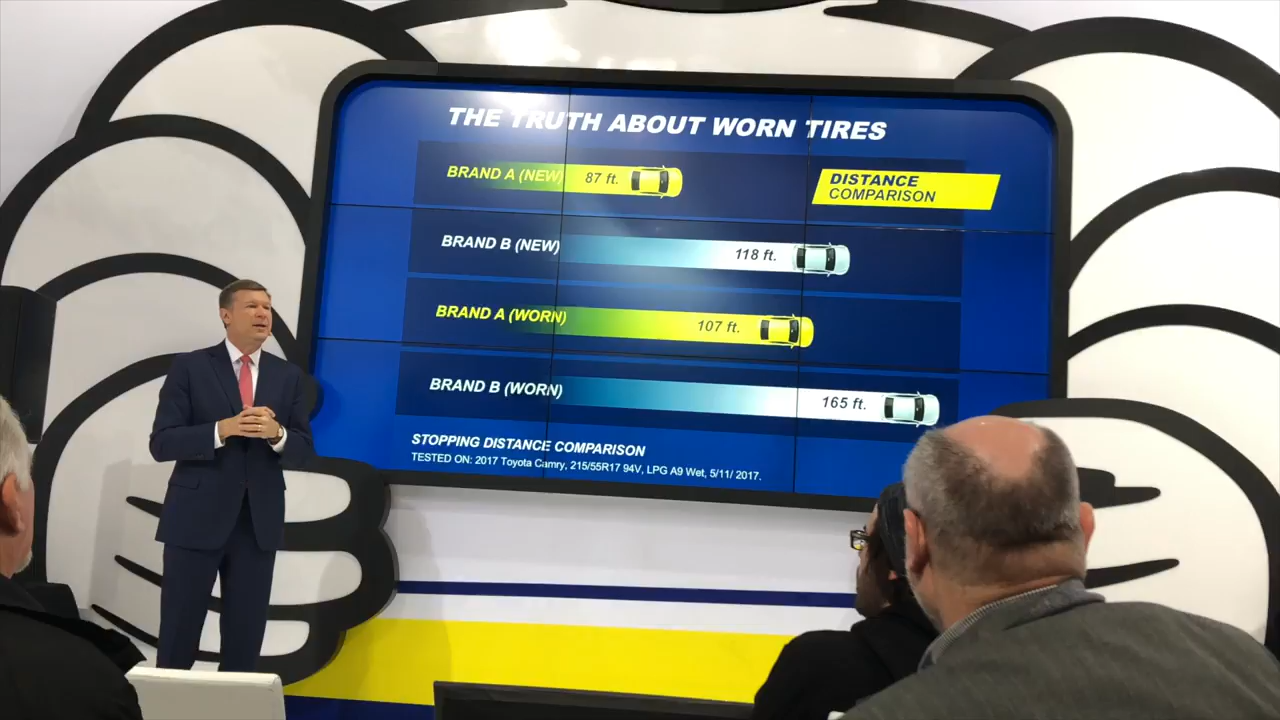 THE TRUTH ABOUT WORN TIRES
BRAND A (NEW) 87 ft.
DISTANCE
COMPARISON
BRAND B (NEW) 118 ft.
BRAND A (WORN) 107 ft.
BRAND B (WORN) 165 ft.
STOPPING DISTANCE COMPARISON
TESTED ON: 2017 Toyota Camry, 215/55R17 94V, LPG A9 Wet, 5/11/ 2017.